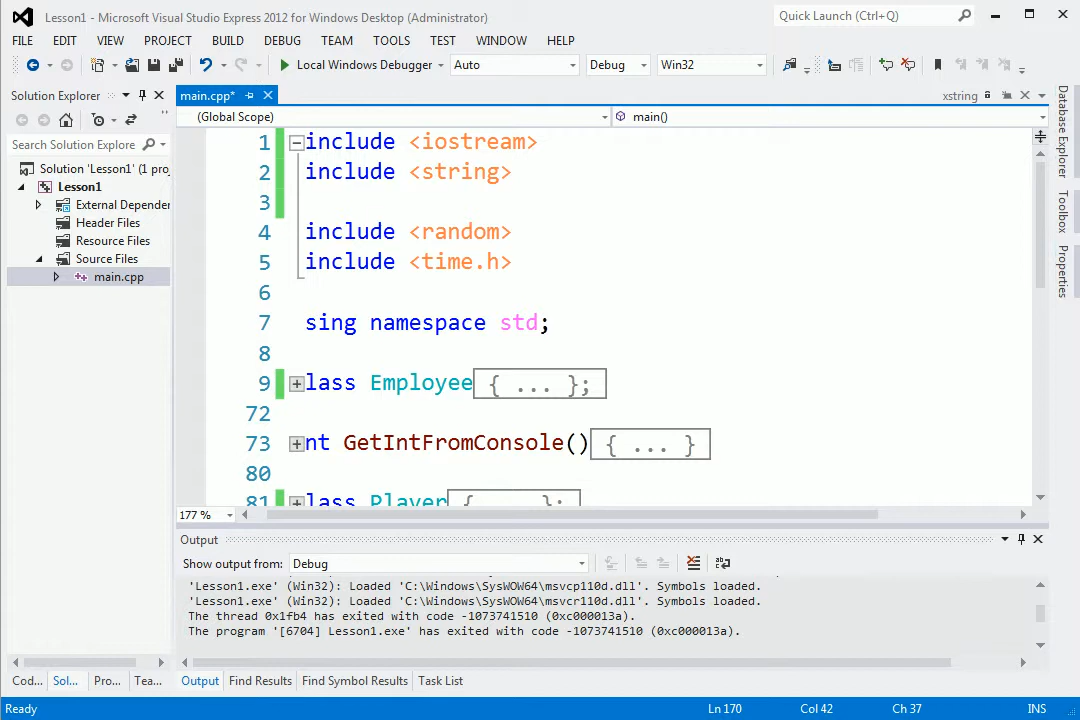 Lesson1 - Microsoft Visual Studio Express 2012 for Windows Desktop (Administrator)
Quick Launch (Ctrl+Q)
FILE EDIT VIEW PROJECT BUILD DEBUG TEAM TOOLS TEST WINDOW HELP
Local Windows Debugger Auto Debug Win32
Solution Explorer
main.cpp*
xstring
(Global Scope)
main()
Search Solution Explore
Solution 'Lesson1' (1 proj
Lesson1
External Depender
Header Files
Resource Files
Source Files
main.cpp
1 include <iostream>
2 include <string>
3
4 include <random>
5 include <time.h>
6
7 sing namespace std;
8
9 lass Employee{ ... };
72
73 nt GetIntFromConsole(){ ... }
80
81 lass Player{ ... };
177 %
Database Explorer
Toolbox
Properties
Output
Show output from: Debug
'Lesson1.exe' (Win32): Loaded 'C:\Windows\SysWOW64\msvcp110d.dll'. Symbols loaded.
'Lesson1.exe' (Win32): Loaded 'C:\Windows\SysWOW64\msvcr110d.dll'. Symbols loaded.
The thread 0x1fb4 has exited with code -1073741510 (0xc000013a).
The program '[6704] Lesson1.exe' has exited with code -1073741510 (0xc000013a).
Cod... Sol... Pro... Tea...
Output Find Results Find Symbol Results Task List
Ready
Ln 170 Col 42 Ch 37 INS